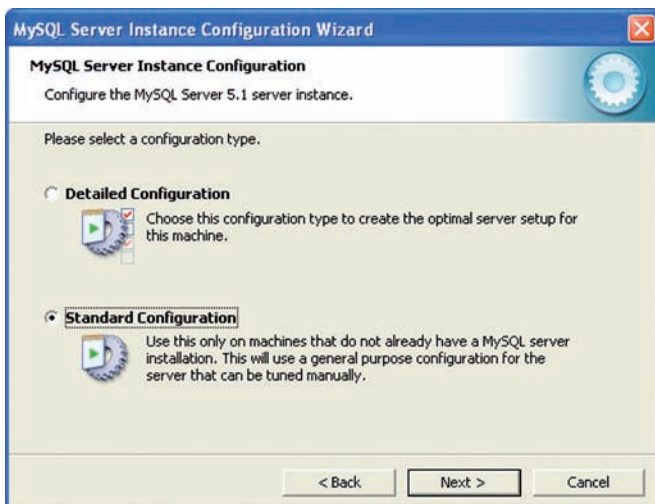 MySQL Server Instance Configuration Wizard
MySQL Server Instance Configuration
Configure the MySQL Server 5.1 server instance.
Please select a configuration type.
Detailed Configuration
Choose this configuration type to create the optimal server setup for
this machine.
Standard Configuration
Use this only on machines that do not already have a MySQL server
installation. This will use a general purpose configuration for the
server that can be tuned manually.
< Back Next > Cancel